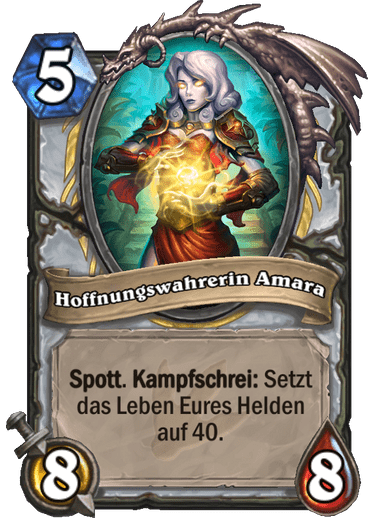 5
Hoffnungswahrerin Amara
Spott. Kampfschrei: Setzt
das Leben Eures Helden
auf 40.
8
8